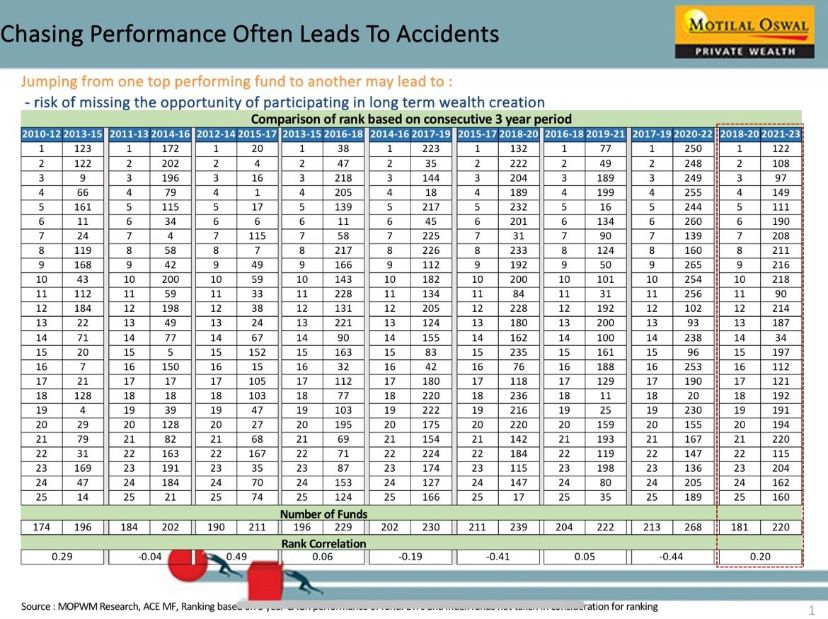 Chasing Performance Often Leads To Accidents
MOTILAL OSWAL
PRIVATE WEALTH
Jumping from one top performing fund to another may lead to :
- risk of missing the opportunity of participating in long term wealth creation
Comparison of rank based on consecutive 3 year period
2010-12 2013-15 2011-13 2014-16 2012-14 2015-17 2013-15 2016-18 2014-16 2017-19 2015-17 2018-20 2016-18 2019-21 2017-19 2020-22 2018-20 2021-23
1 123 1 172 1 20 1 38 1 223 1 132 1 77 1 250 1 122
2 122 2 202 2 4 2 47 2 35 2 222 2 49 2 248 2 108
3 9 3 196 3 16 3 218 3 144 3 204 3 189 3 249 3 97
4 66 4 79 4 1 4 205 4 18 4 189 4 199 4 255 4 149
5 161 5 115 5 17 5 139 5 217 5 232 5 16 5 244 5 111
6 11 6 34 6 6 6 11 6 45 6 201 6 134 6 260 6 190
7 24 7 4 7 115 7 58 7 225 7 31 7 90 7 139 7 208
8 119 8 58 8 7 8 217 8 226 8 233 8 124 8 160 8 211
9 168 9 42 9 49 9 166 9 112 9 192 9 50 9 265 9 216
10 43 10 200 10 59 10 143 10 182 10 200 10 101 10 254 10 218
11 112 11 59 11 33 11 228 11 134 11 84 11 31 11 256 11 90
12 184 12 198 12 38 12 131 12 205 12 228 12 192 12 102 12 214
13 22 13 49 13 24 13 221 13 124 13 180 13 200 13 93 13 187
14 71 14 77 14 67 14 90 14 155 14 162 14 100 14 238 14 34
15 20 15 5 15 152 15 163 15 83 15 235 15 161 15 96 15 197
16 7 16 150 16 15 16 32 16 42 16 76 16 188 16 253 16 112
17 21 17 17 17 105 17 112 17 180 17 118 17 129 17 190 17 121
18 128 18 18 18 103 18 77 18 220 18 236 18 11 18 20 18 192
19 4 19 39 19 47 19 103 19 222 19 216 19 25 19 230 19 191
20 29 20 128 20 27 20 195 20 175 20 220 20 159 20 155 20 194
21 79 21 82 21 68 21 69 21 154 21 142 21 193 21 167 21 220
22 31 22 163 22 167 22 71 22 224 22 184 22 119 22 147 22 115
23 169 23 191 23 35 23 87 23 174 23 115 23 198 23 136 23 204
24 47 24 184 24 70 24 153 24 127 24 147 24 80 24 205 24 162
25 14 25 21 25 74 25 124 25 166 25 17 25 35 25 189 25 160
Number of Funds
174 196 184 202 190 211 196 229 202 230 211 239 204 222 213 268 181 220
Rank Correlation
0.29 -0.04 0.49 0.06 -0.19 -0.41 0.05 -0.44 0.20
Source : MOPWM Research, ACE MF, Ranking for ranking
1